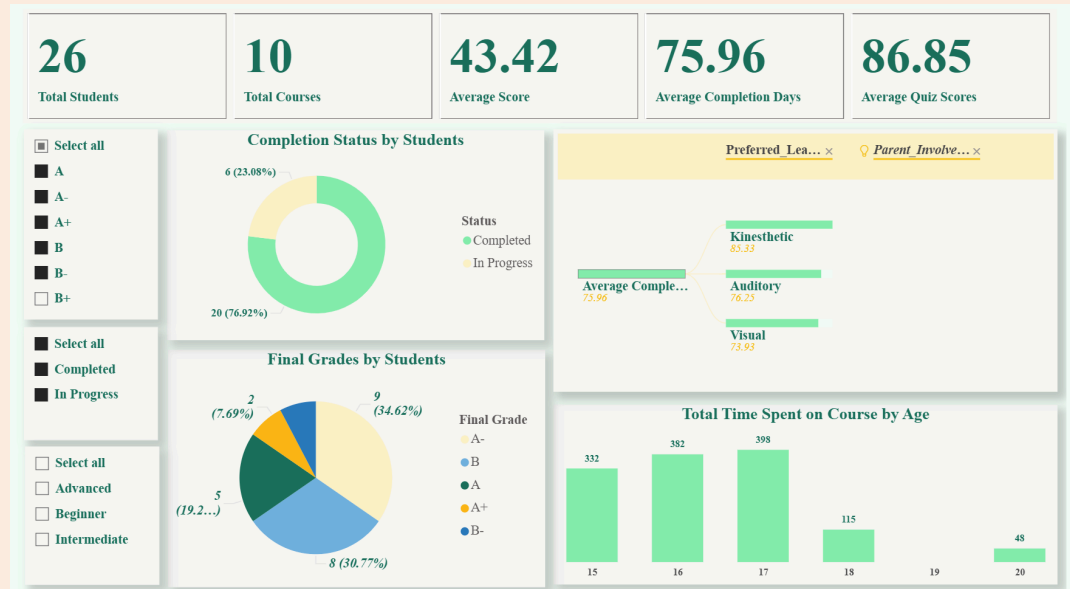 26
Total Students
10
Total Courses
43.42
Average Score
75.96
Average Completion Days
86.85
Average Quiz Scores
Select all
A
A-
A+
B
B-
B+
Select all
Completed
In Progress
Select all
Advanced
Beginner
Intermediate
Completion Status by Students
6 (23.08%)
20 (76.92%)
Status
Completed
In Progress
Final Grades by Students
2
(7.69%)
9
(34.62%)
5
(19.2...)
8 (30.77%)
Final Grade
A-
B
A
A+
B-
Preferred_Lea... ×
Parent_Involve... ×
Average Comple...
75.96
Kinesthetic
85.33
Auditory
76.25
Visual
73.93
Total Time Spent on Course by Age
332
382
398
115
48
15
16
17
18
19
20